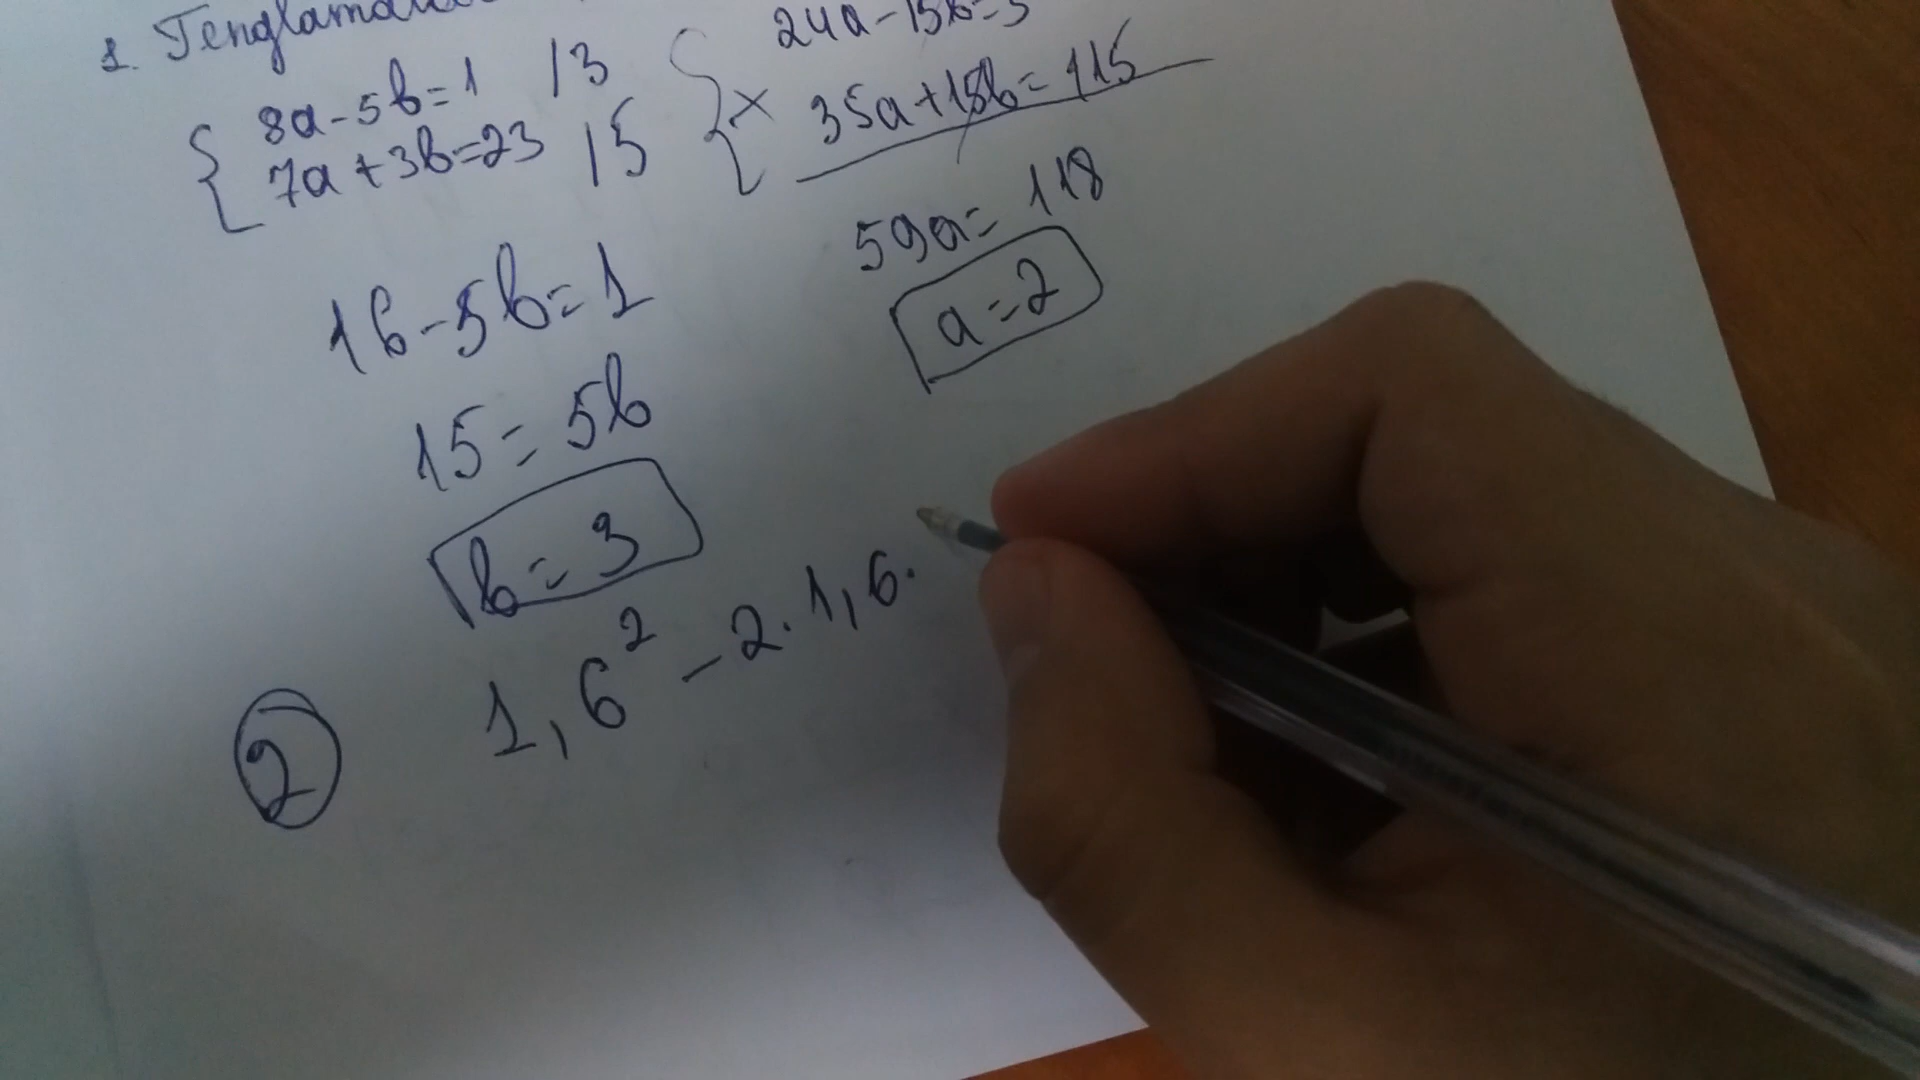 1. Tenglamalar
8a-5b=1 /3
7a+3b=23 /5
24a-15b=3
× 35a+15b=115
59a=118
a=2
16-5b=1
15=5b
b=3
2 1,6²-2·1,6·